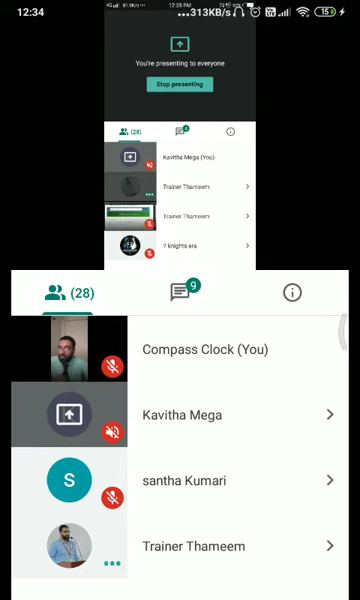 12:34
...313KB/s
15
12:35 PM
You're presenting to everyone
Stop presenting
(28)
Kavitha Mega (You)
Trainer Thameem
Trainer Thameem
7 knights era
(28)
9
Compass Clock (You)
Kavitha Mega
S
santha Kumari
Trainer Thameem